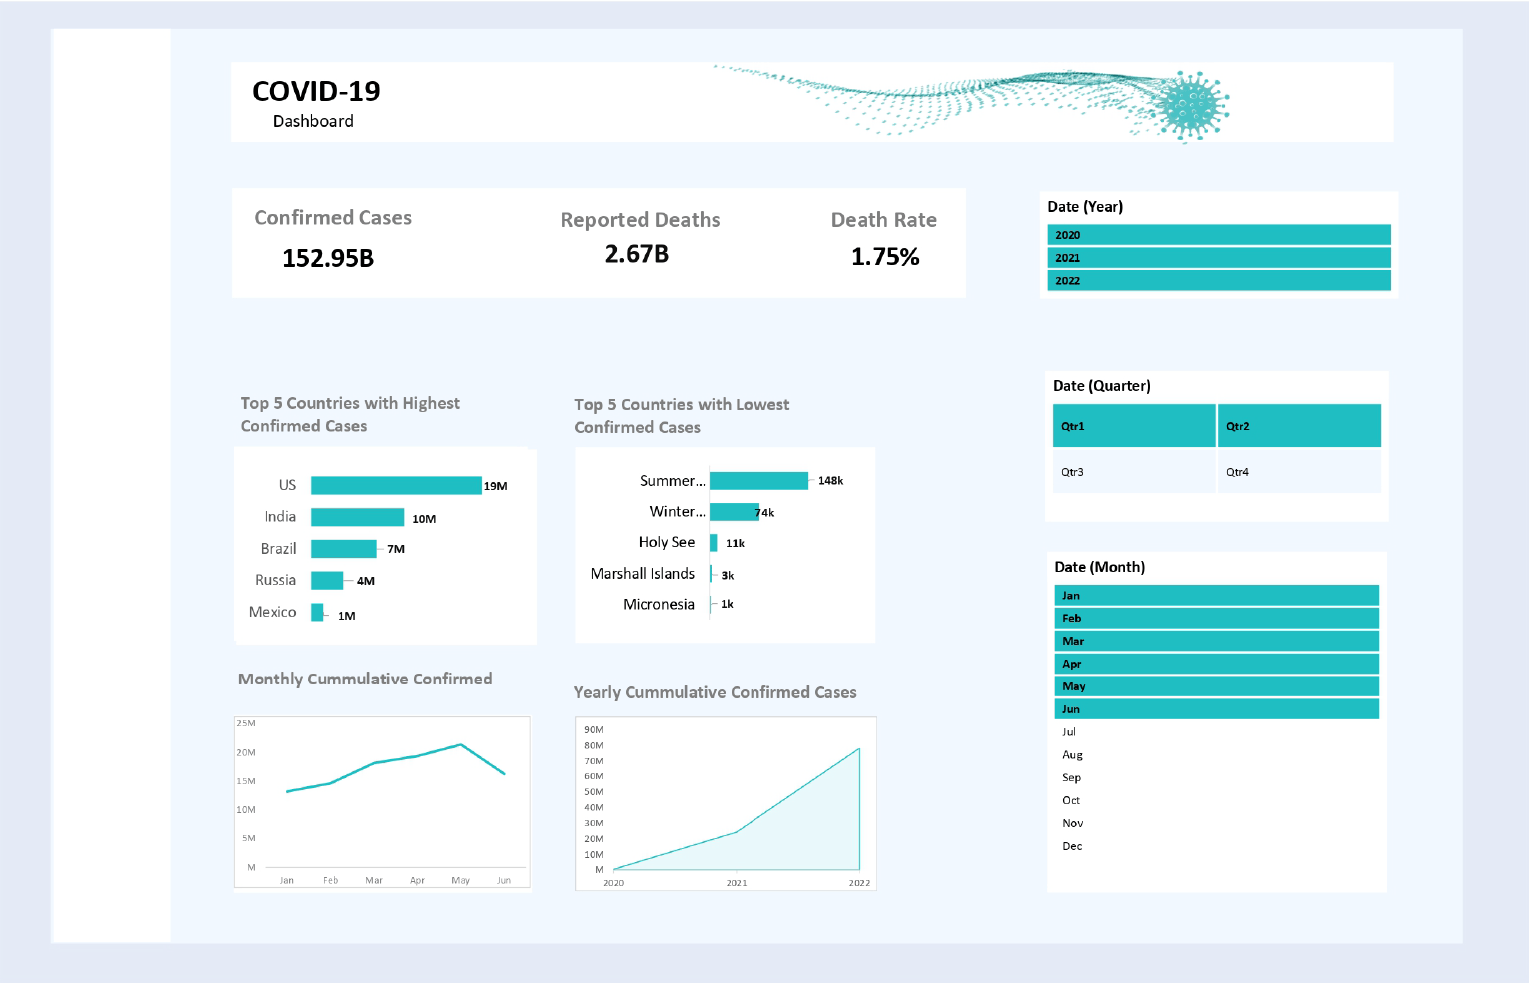 COVID-19
Dashboard
Confirmed Cases
152.95B
Reported Deaths
2.67B
Death Rate
1.75%
Date (Year)
2020
2021
2022
Date (Quarter)
Qtr1
Qtr2
Qtr3
Qtr4
Top 5 Countries with Highest
Confirmed Cases
US 19M
India 10M
Brazil 7M
Russia 4M
Mexico 1M
Top 5 Countries with Lowest
Confirmed Cases
Summer... 148k
Winter... 74k
Holy See 11k
Marshall Islands 3k
Micronesia 1k
Date (Month)
Jan
Feb
Mar
Apr
May
Jun
Jul
Aug
Sep
Oct
Nov
Dec
Monthly Cummulative Confirmed
25M
20M
15M
10M
5M
M
Jan Feb Mar Apr May Jun
Yearly Cummulative Confirmed Cases
90M
80M
70M
60M
50M
40M
30M
20M
10M
M
2020 2021 2022